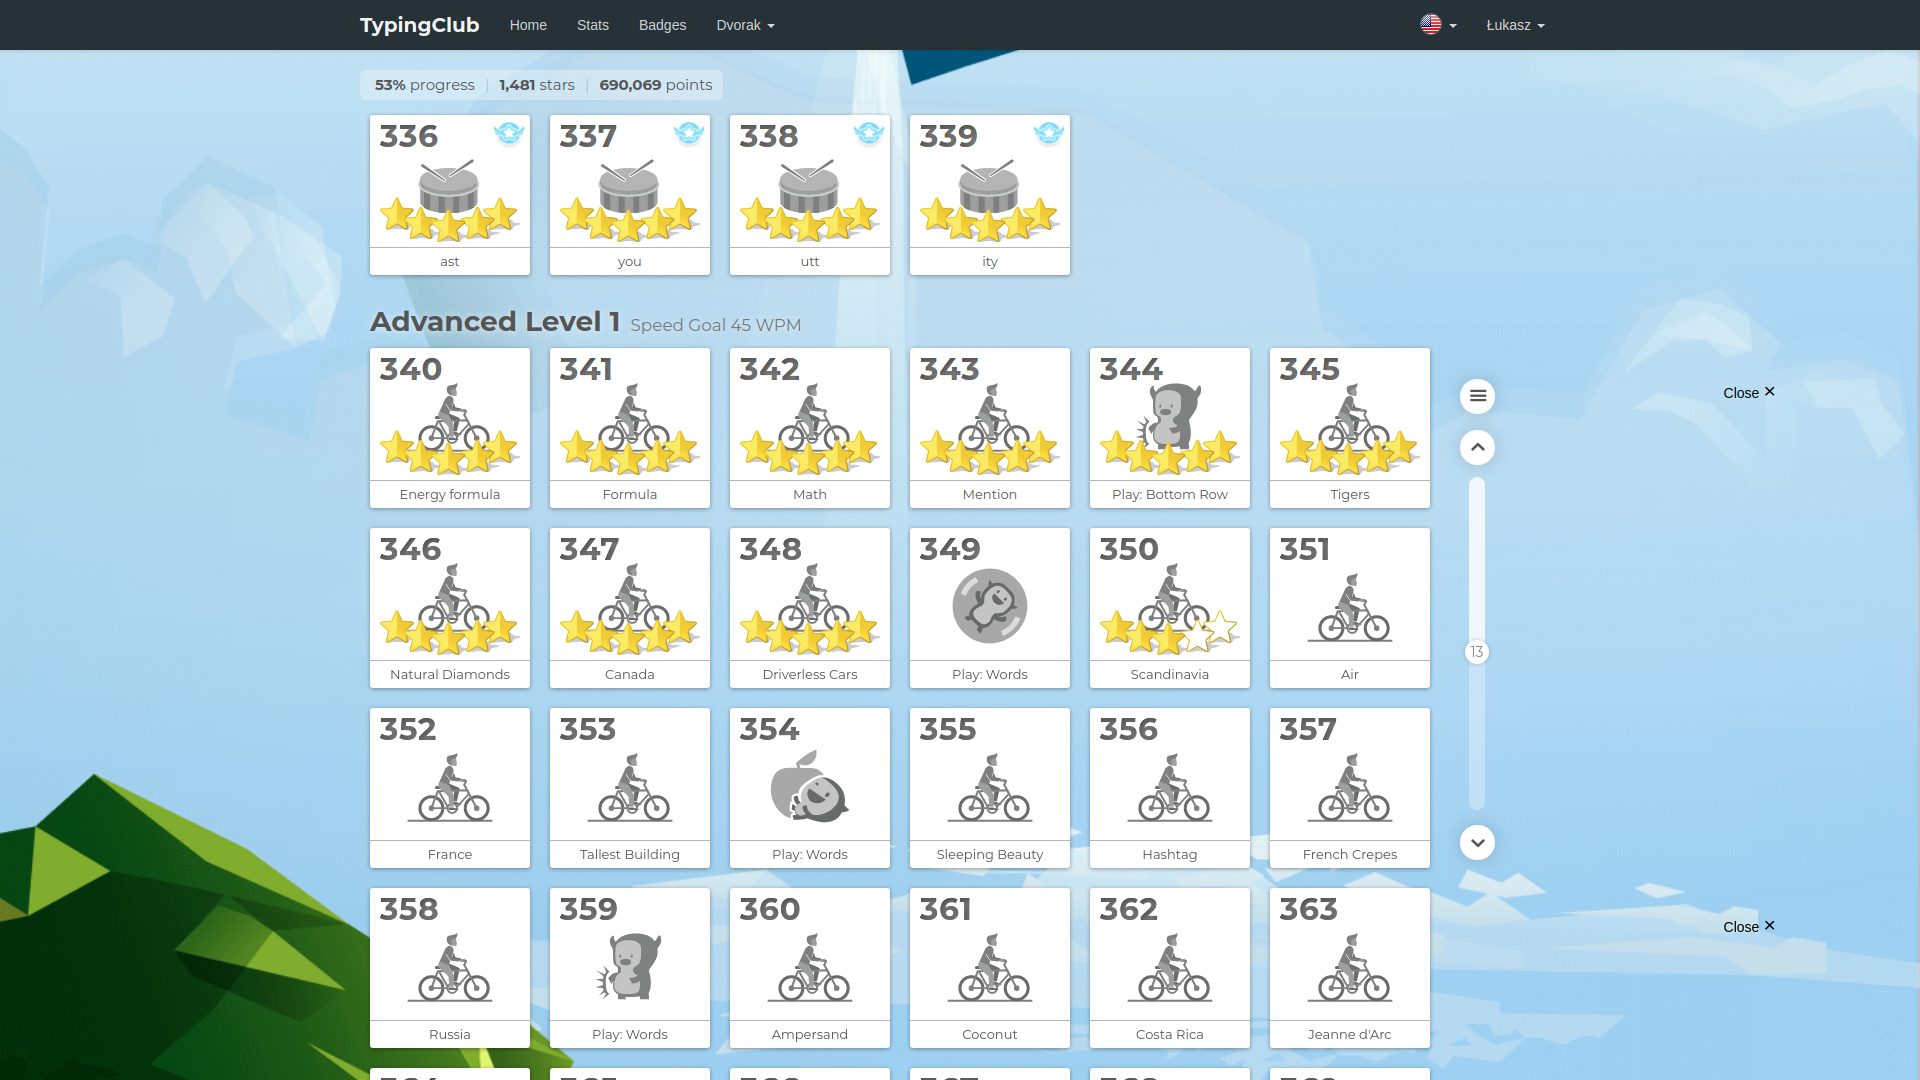 TypingClub Home Stats Badges Dvorak Łukasz
53% progress | 1,481 stars | 690,069 points
336 337 338 339
ast you utt ity
Advanced Level 1 Speed Goal 45 WPM
340 341 342 343 344 345
Close ✕
Energy formula Formula Math Mention Play: Bottom Row Tigers
346 347 348 349 350 351
13
Natural Diamonds Canada Driverless Cars Play: Words Scandinavia Air
352 353 354 355 356 357
France Tallest Building Play: Words Sleeping Beauty Hashtag French Crepes
358 359 360 361 362 363
Close ✕
Russia Play: Words Ampersand Coconut Costa Rica Jeanne d'Arc